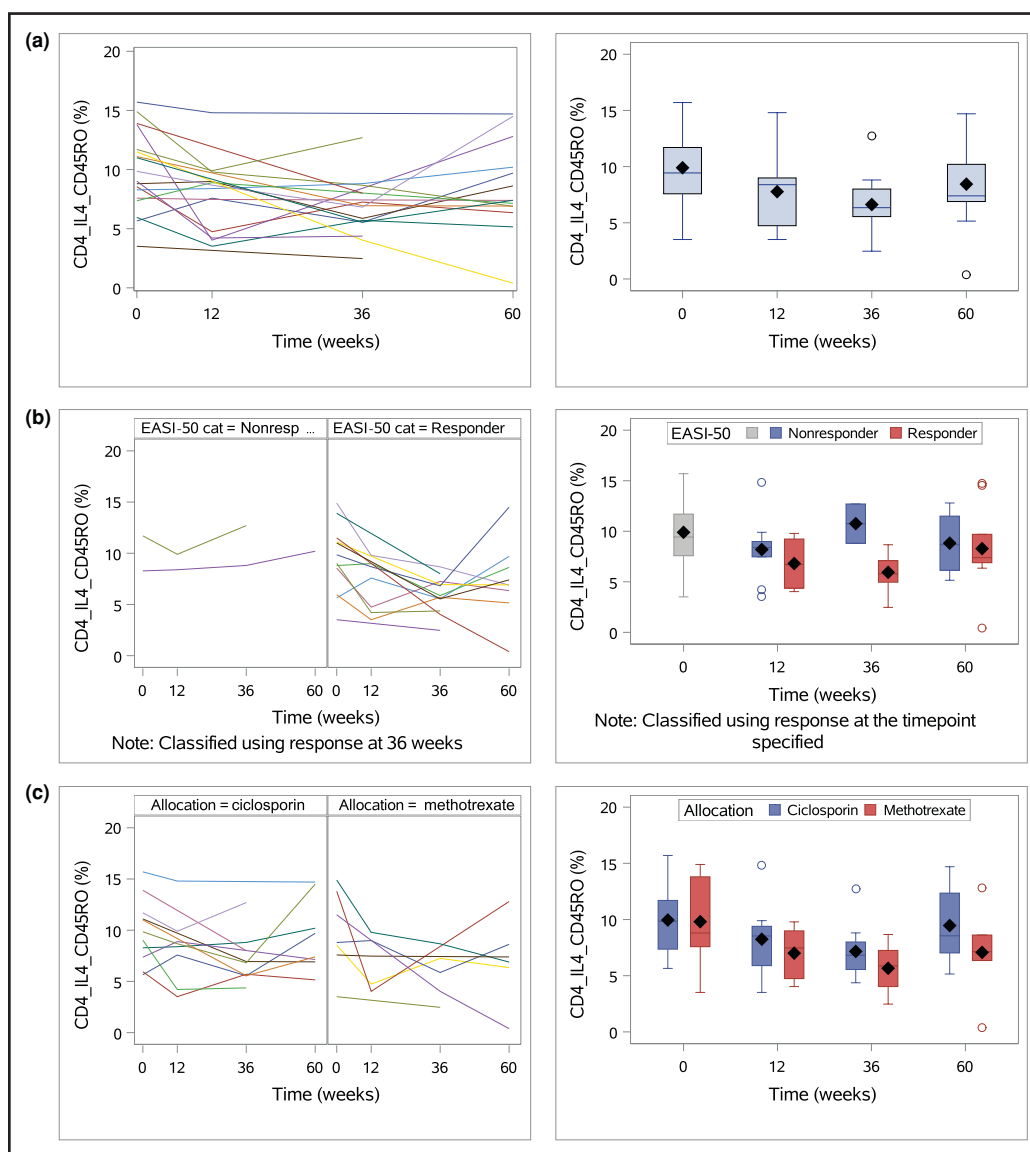 (a)
CD4_IL4_CD45RO (%)
20
15
10
5
0
0 12 36 60
Time (weeks)
CD4_IL4_CD45RO (%)
20
15
10
5
0
0 12 36 60
Time (weeks)
(b)
EASI-50 cat = Nonresp ... EASI-50 cat = Responder
CD4_IL4_CD45RO (%)
20
15
10
5
0
0 12 36 60 0 12 36 60
Time (weeks)
Note: Classified using response at 36 weeks
EASI-50 Nonresponder Responder
CD4_IL4_CD45RO (%)
20
15
10
5
0
0 12 36 60
Time (weeks)
Note: Classified using response at the timepoint
specified
(c)
Allocation = ciclosporin Allocation = methotrexate
CD4_IL4_CD45RO (%)
20
15
10
5
0
0 12 36 60 0 12 36 60
Time (weeks)
Allocation Ciclosporin Methotrexate
CD4_IL4_CD45RO (%)
20
15
10
5
0
0 12 36 60
Time (weeks)